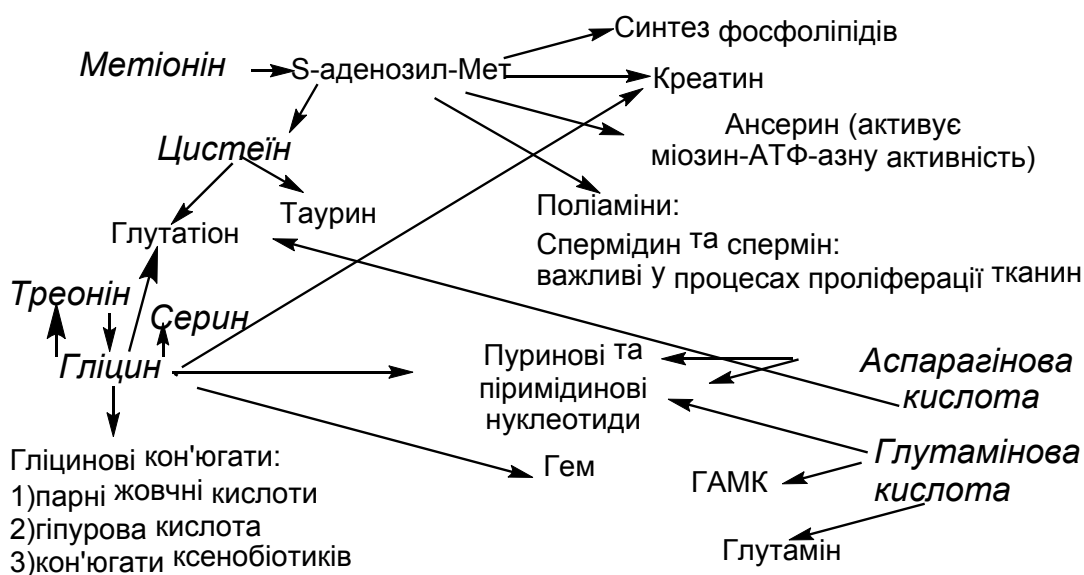 Синтез фосфоліпідів
Метіонін
S-аденозил-Мет
Креатин
Ансерин (активує
міозин-АТФ-азну активність)
Цистеїн
Таурин
Глутатіон
Поліаміни:
Спермідин та спермін:
важливі у процесах проліферації тканин
Треонін
Серин
Гліцин
Пуринові та
піримідинові
нуклеотиди
Аспарагінова
кислота
Гліцинові кон'югати:
1)парні жовчні кислоти
2)гіпурова кислота
3)кон'югати ксенобіотиків
Гем
ГАМК
Глутамінова
кислота
Глутамін